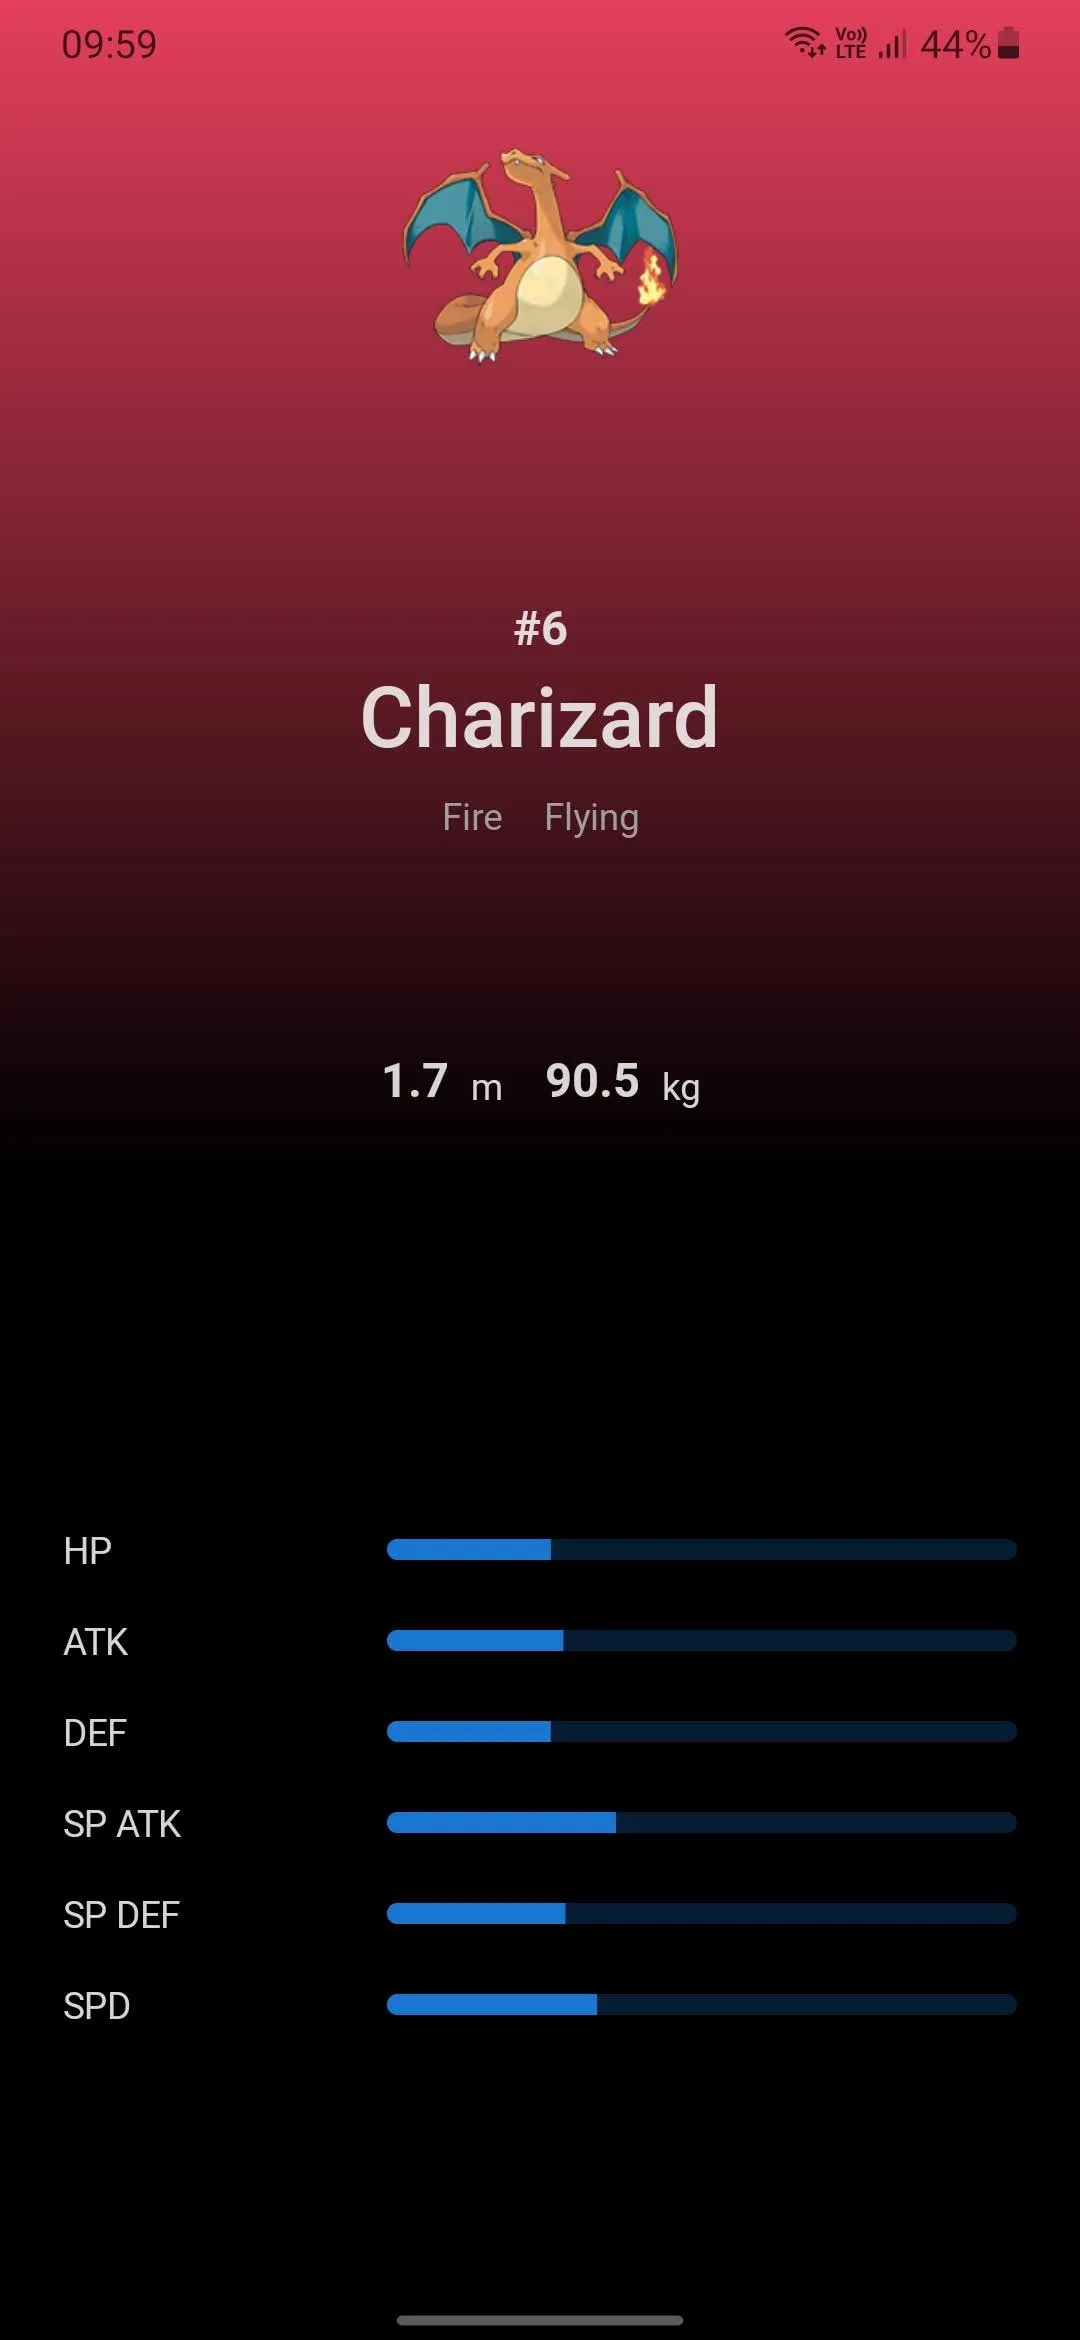 09:59 Vo)) LTE 44%
#6
Charizard
Fire Flying
1.7 m 90.5 kg
HP
ATK
DEF
SP ATK
SP DEF
SPD